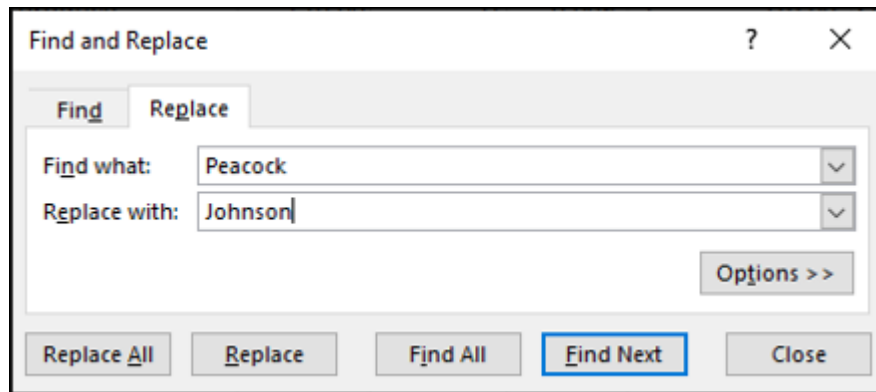 Find and Replace ?
Find Replace
Find what: Peacock
Replace with: Johnson
Options >>
Replace All Replace Find All Find Next Close